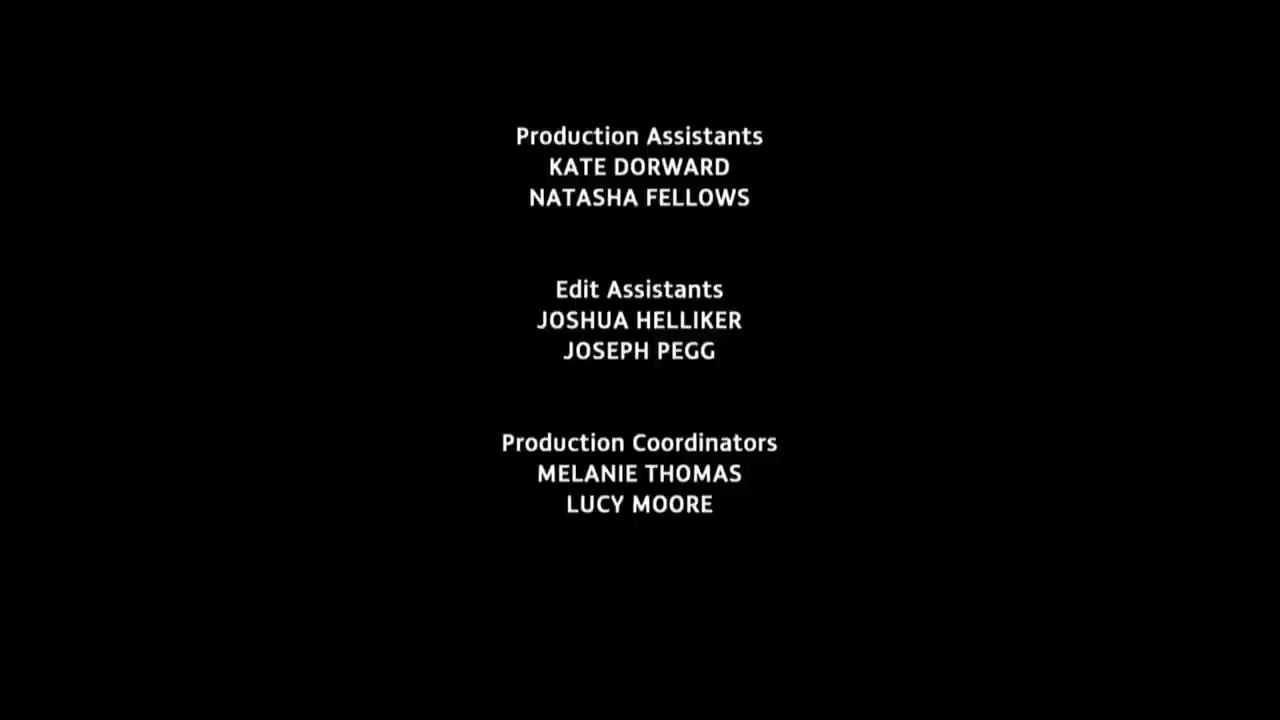 Production Assistants
KATE DORWARD
NATASHA FELLOWS
Edit Assistants
JOSHUA HELLIKER
JOSEPH PEGG
Production Coordinators
MELANIE THOMAS
LUCY MOORE